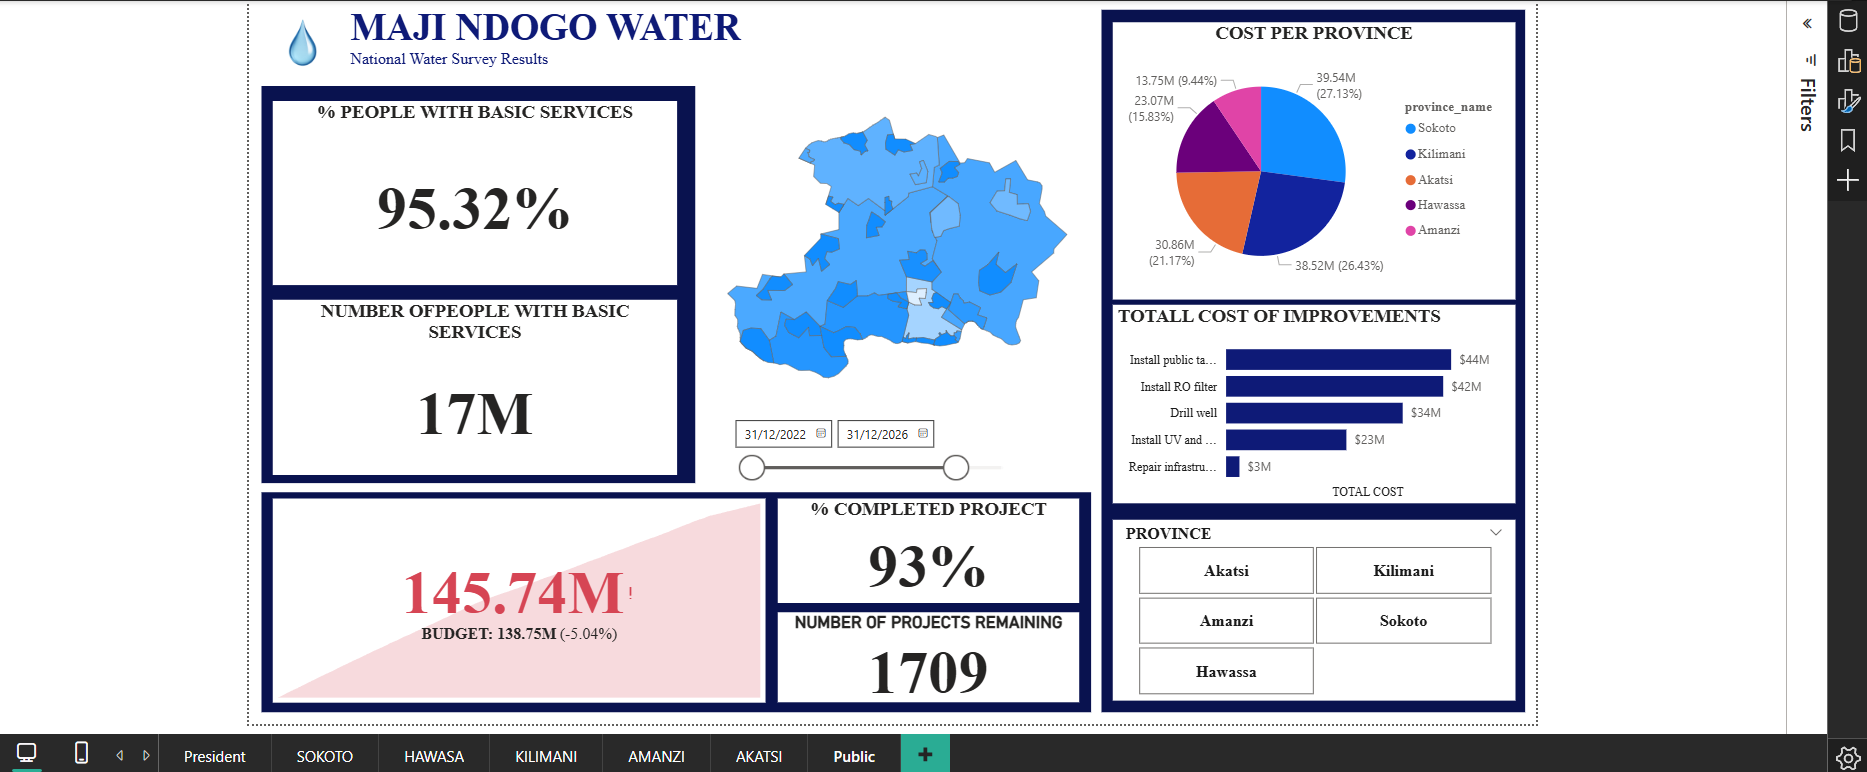 MAJI NDOGO WATER
National Water Survey Results
% PEOPLE WITH BASIC SERVICES
95.32%
NUMBER OFPEOPLE WITH BASIC
SERVICES
17M
31/12/2022
31/12/2026
145.74M!
BUDGET: 138.75M (-5.04%)
% COMPLETED PROJECT
93%
NUMBER OF PROJECTS REMAINING
1709
COST PER PROVINCE
39.54M
(27.13%)
38.52M (26.43%)
30.86M
(21.17%)
23.07M
(15.83%)
13.75M (9.44%)
province_name
Sokoto
Kilimani
Akatsi
Hawassa
Amanzi
TOTALL COST OF IMPROVEMENTS
Install public ta... $44M
Install RO filter $42M
Drill well $34M
Install UV and ... $23M
Repair infrastru... $3M
TOTAL COST
PROVINCE
Akatsi
Kilimani
Amanzi
Sokoto
Hawassa
Filters
President
SOKOTO
HAWASA
KILIMANI
AMANZI
AKATSI
Public